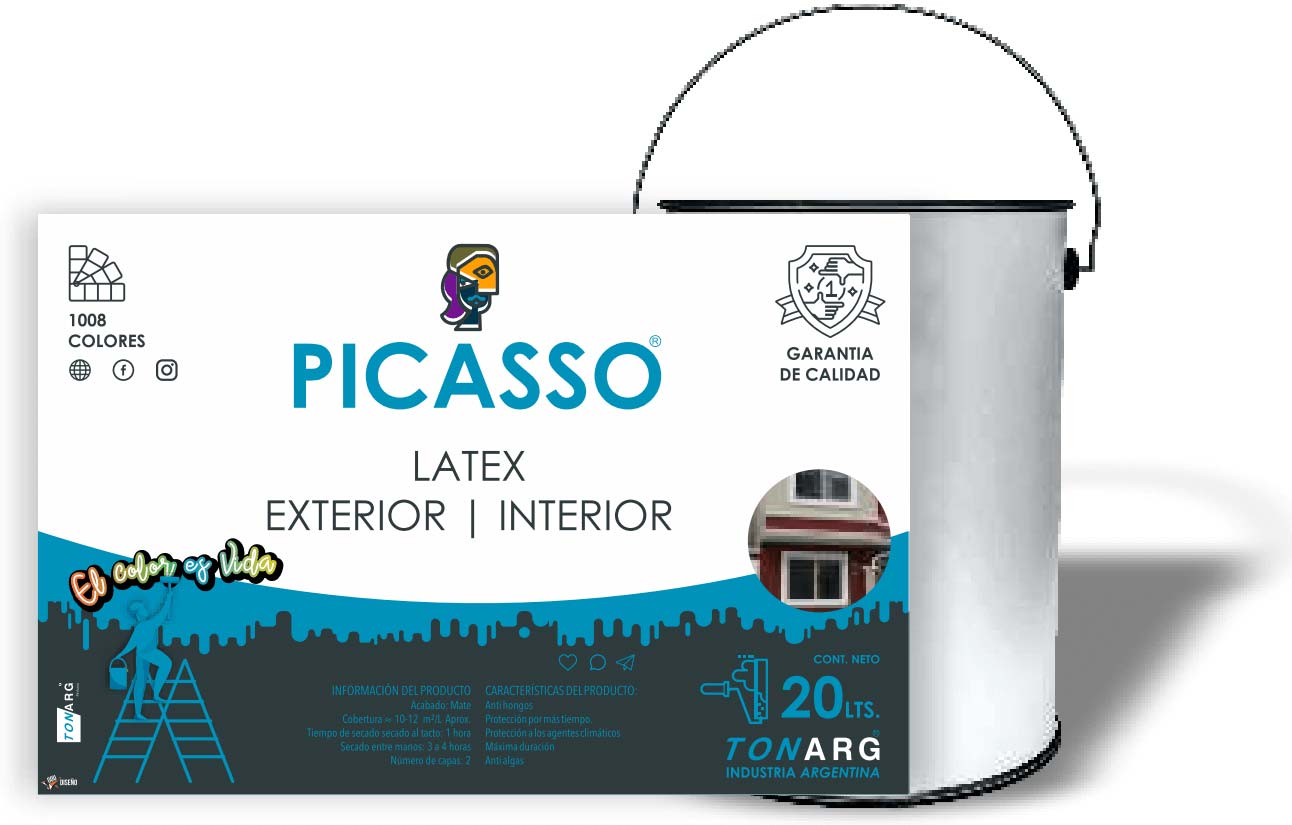 1008
COLORES
PICASSO®
GARANTIA
DE CALIDAD
1
LATEX
EXTERIOR | INTERIOR
El color es Vida
INFORMACIÓN DEL PRODUCTO
Acabado: Mate
Cobertura ≈ 10-12 m²/L Aprox.
Tiempo de secado secado al tacto: 1 hora
Secado entre manos: 3 a 4 horas
Número de capas: 2
CARACTERÍSTICAS DEL PRODUCTO:
Anti hongos
Protección por más tiempo.
Protección a los agentes climáticos
Máxima duración
Anti algas
CONT. NETO
20 LTS.
TONARG®
INDUSTRIA ARGENTINA
TONARG
DISEÑO